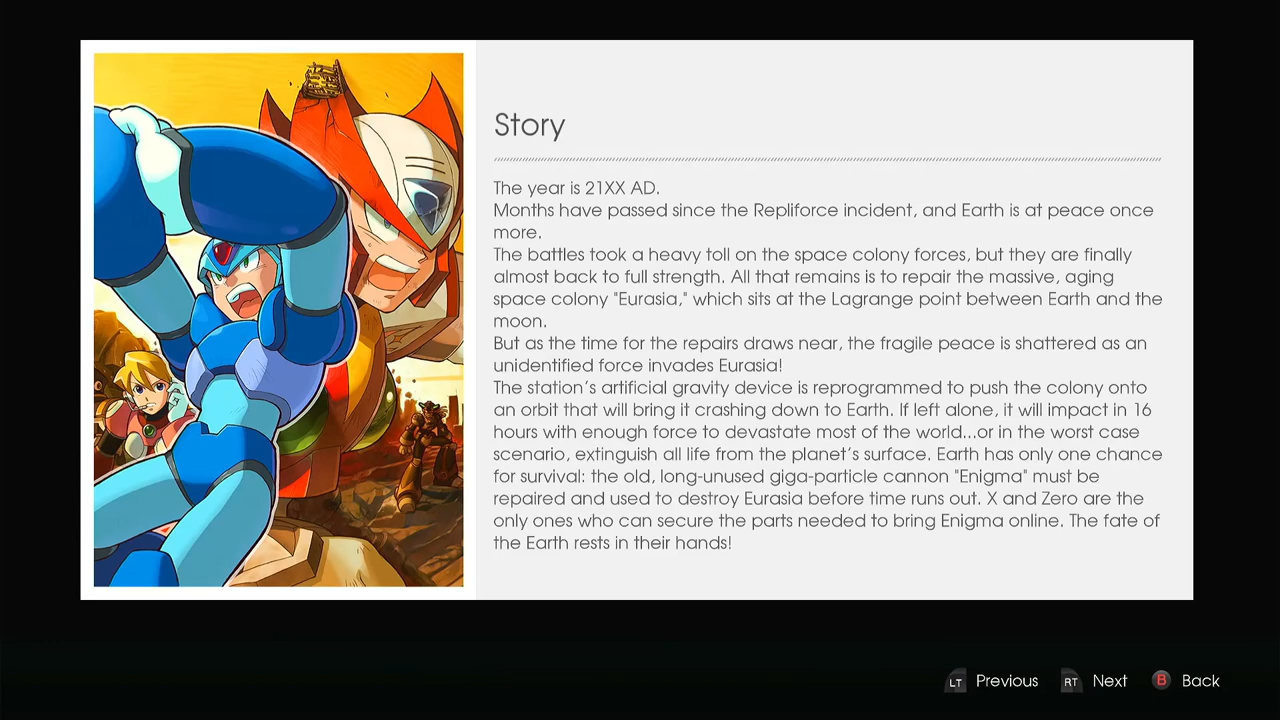 Story
The year is 21XX AD.
Months have passed since the Repliforce incident, and Earth is at peace once
more.
The battles took a heavy toll on the space colony forces, but they are finally
almost back to full strength. All that remains is to repair the massive, aging
space colony "Eurasia," which sits at the Lagrange point between Earth and the
moon.
But as the time for the repairs draws near, the fragile peace is shattered as an
unidentified force invades Eurasia!
The station's artificial gravity device is reprogrammed to push the colony onto
an orbit that will bring it crashing down to Earth. If left alone, it will impact in 16
hours with enough force to devastate most of the world...or in the worst case
scenario, extinguish all life from the planet's surface. Earth has only one chance
for survival: the old, long-unused giga-particle cannon "Enigma" must be
repaired and used to destroy Eurasia before time runs out. X and Zero are the
only ones who can secure the parts needed to bring Enigma online. The fate of
the Earth rests in their hands!
LT Previous RT Next B Back